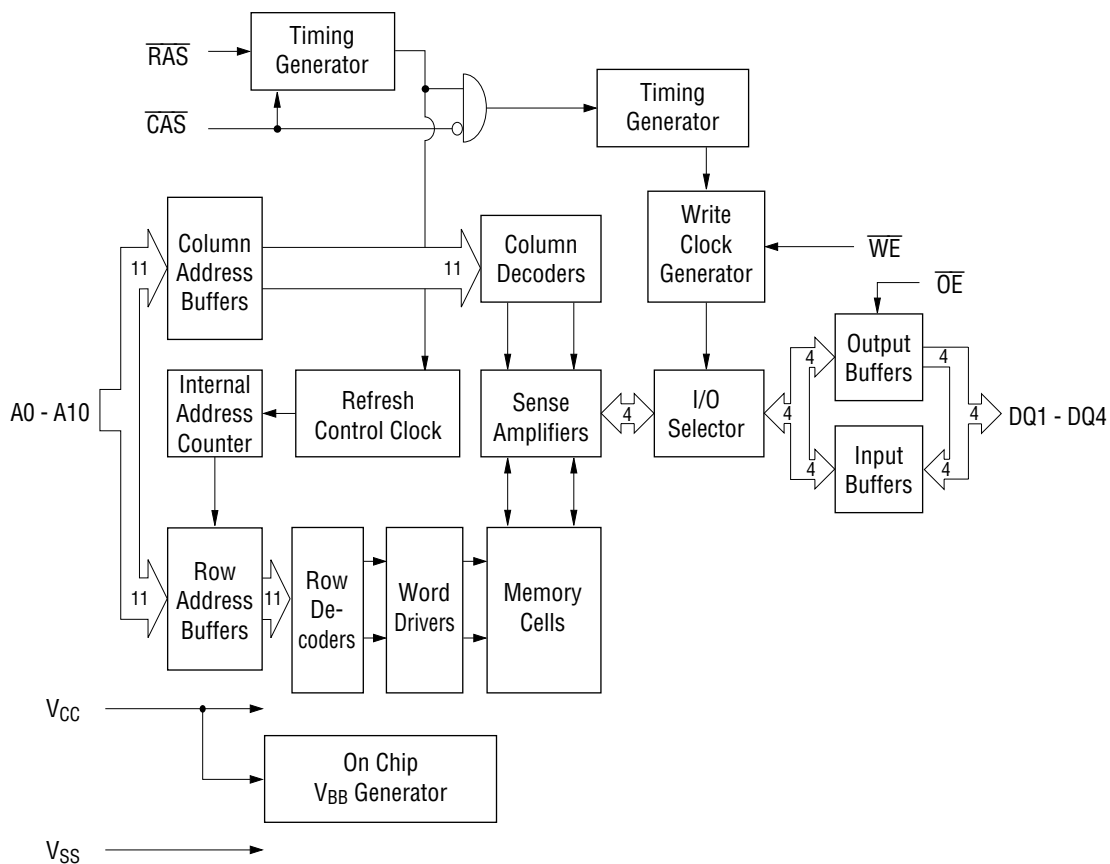 RAS
Timing
Generator
CAS
Timing
Generator
Column
Address
Buffers
11
11
Column
Decoders
Write
Clock
Generator
WE
OE
A0 - A10
Internal
Address
Counter
Refresh
Control Clock
Sense
Amplifiers
4
I/O
Selector
4
4
Output
Buffers
4
4
DQ1 - DQ4
4
Input
Buffers
4
11
Row
Address
Buffers
11
Row
De-
coders
Word
Drivers
Memory
Cells
VCC
On Chip
VBB Generator
VSS